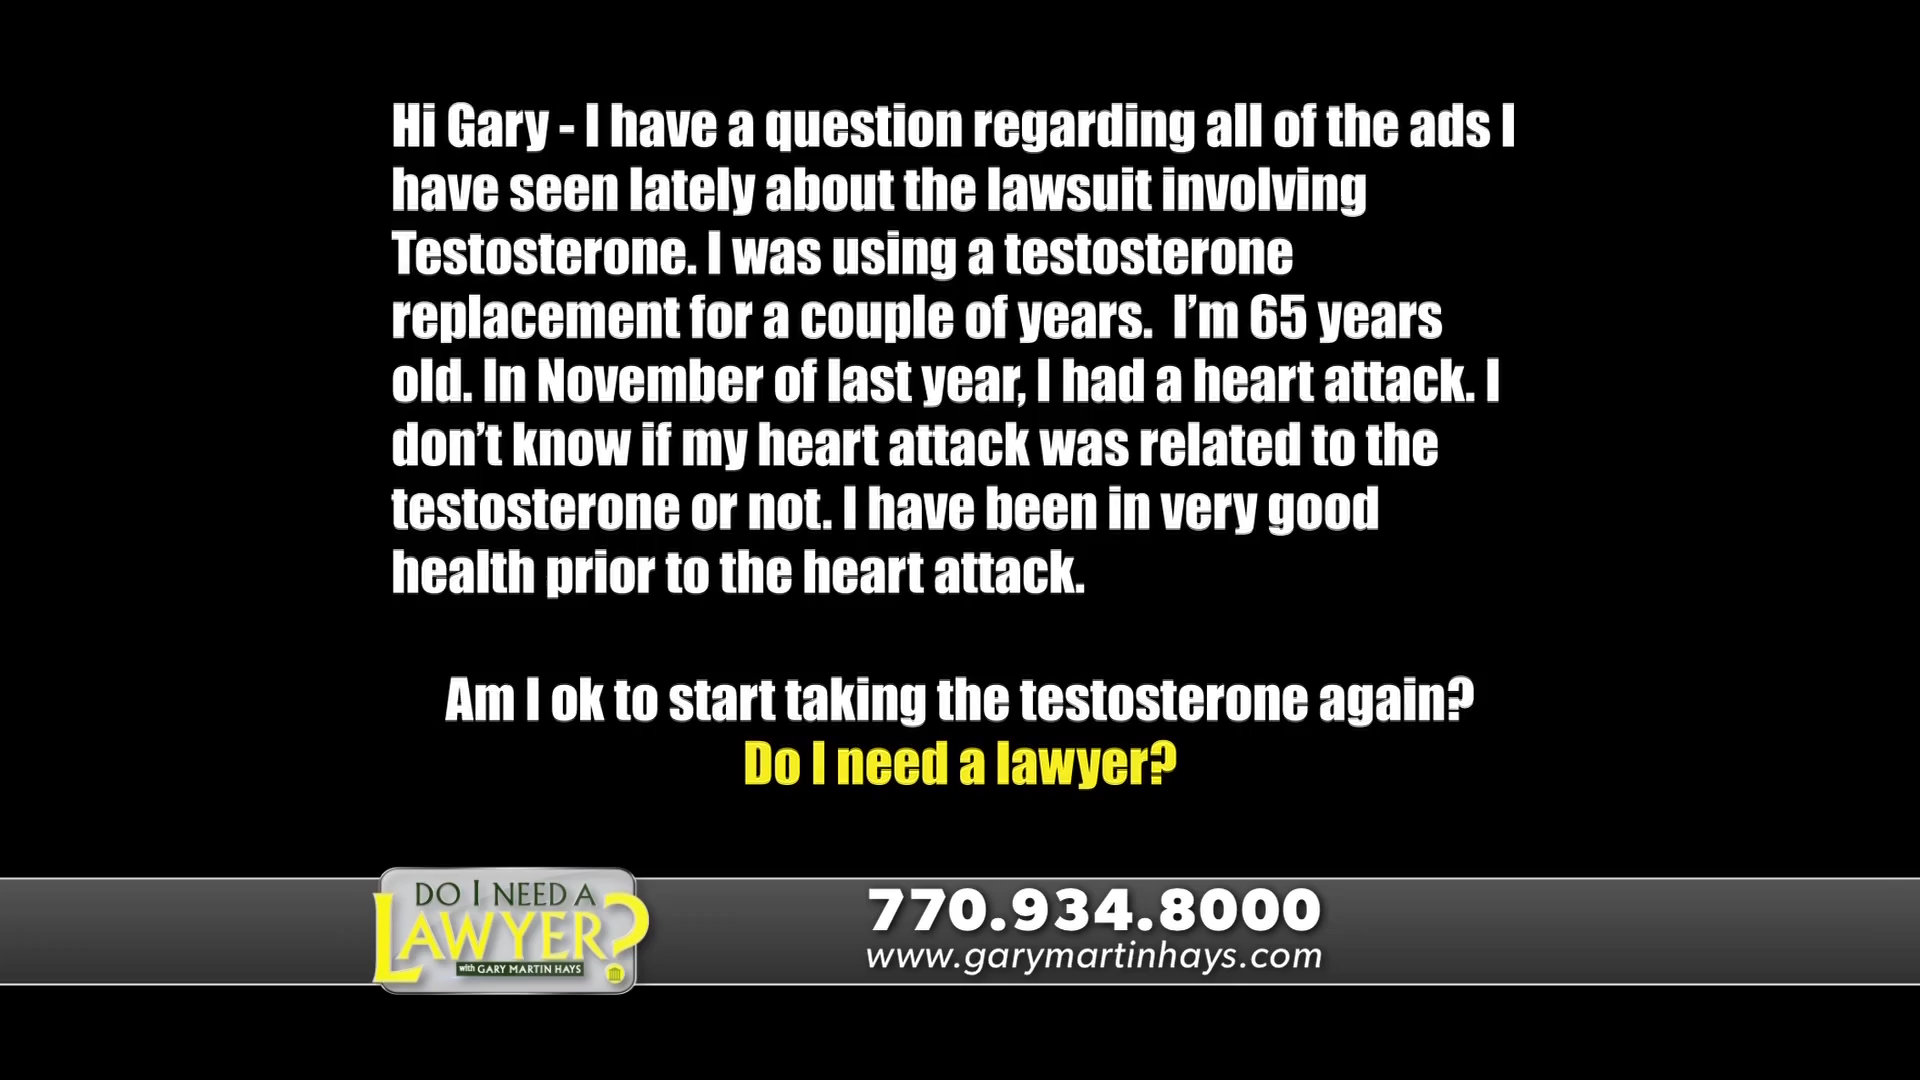 Hi Gary - I have a question regarding all of the ads I
have seen lately about the lawsuit involving
Testosterone. I was using a testosterone
replacement for a couple of years.  I’m 65 years
old. In November of last year, I had a heart attack. I
don’t know if my heart attack was related to the
testosterone or not. I have been in very good
health prior to the heart attack.
Am I ok to start taking the testosterone again?
Do I need a lawyer?
DO I NEED A
LAWYER?
with GARY MARTIN HAYS
770.934.8000
www.garymartinhays.com